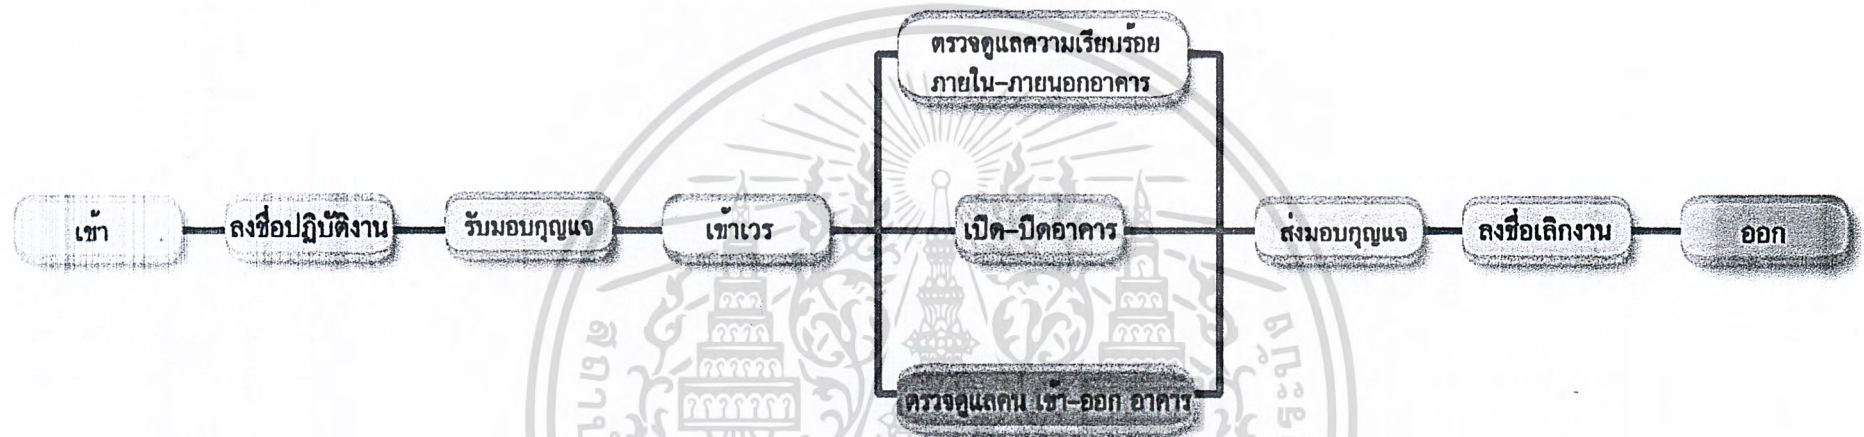 ตรวจดูแลความเรียบร้อย
ภายใน-ภายนอกอาคาร
เข้า
ลงชื่อปฏิบัติงาน
รับมอบกุญแจ
เข้าเวร
เปิด-ปิดอาคาร
ส่งมอบกุญแจ
ลงชื่อเลิกงาน
ออก
ตรวจดูแลคน เข้า-ออก อาคาร